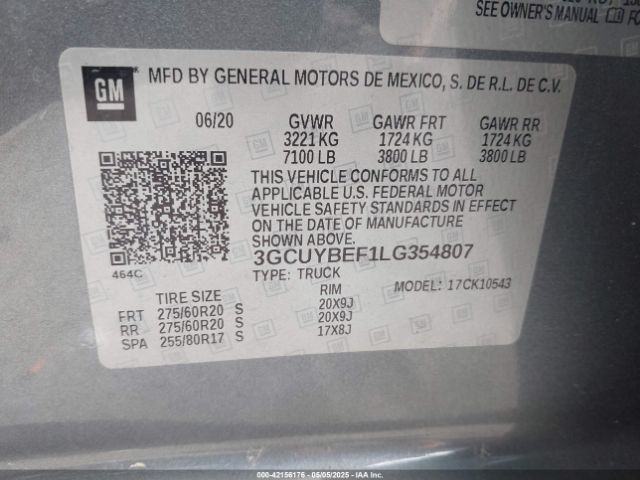 SEE OWNER'S MANUAL
GM
MFD BY GENERAL MOTORS DE MEXICO, S. DE R.L. DE C.V.
06/20 GVWR GAWR FRT GAWR RR
3221 KG 1724 KG 1724 KG
7100 LB 3800 LB 3800 LB
THIS VEHICLE CONFORMS TO ALL
APPLICABLE U.S. FEDERAL MOTOR
VEHICLE SAFETY STANDARDS IN EFFECT
ON THE DATE OF MANUFACTURE
SHOWN ABOVE.
3GCUYBEF1LG354807
464C TYPE: TRUCK MODEL: 17CK10543
TIRE SIZE RIM
FRT 275/60R20 S 20X9J
RR 275/60R20 S 20X9J
SPA 255/80R17 S 17X8J
000-42156176 - 05/05/2025 - IAAI.COM